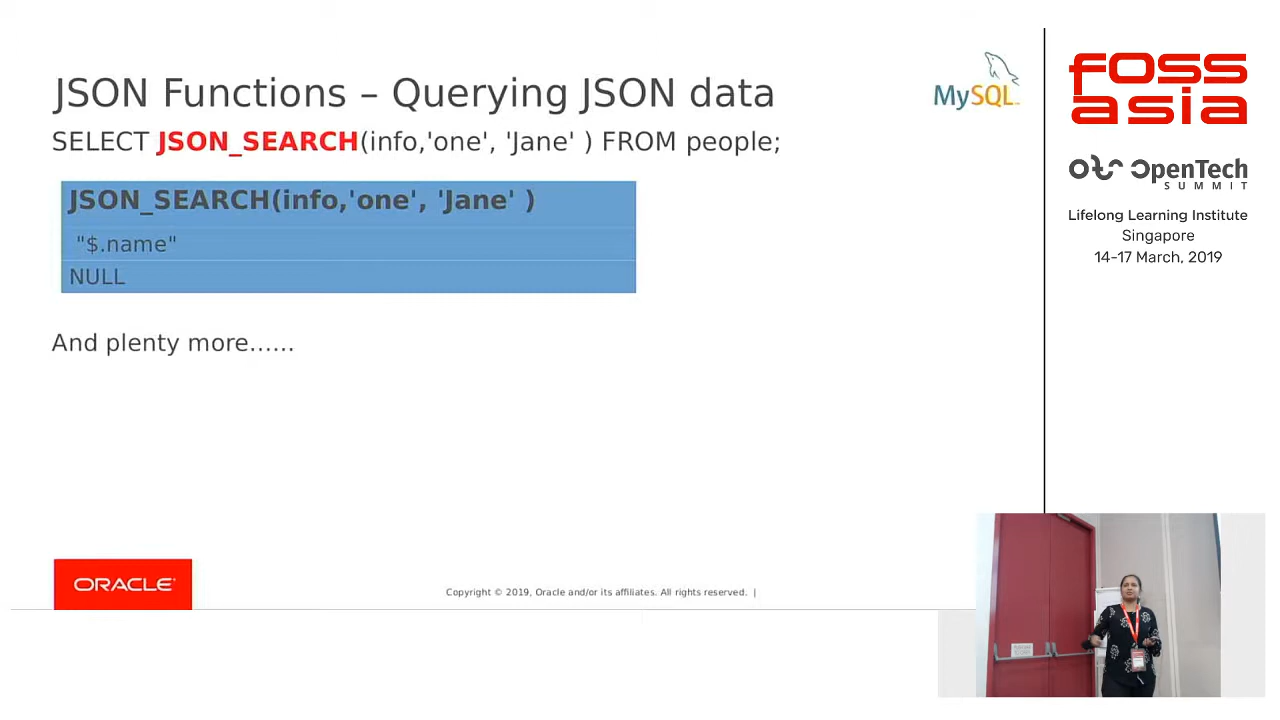 JSON Functions – Querying JSON data
SELECT JSON_SEARCH(info,'one', 'Jane' ) FROM people;
JSON_SEARCH(info,'one', 'Jane' )
"$.name"
NULL
And plenty more......
ORACLE
Copyright © 2019, Oracle and/or its affiliates. All rights reserved. |
MySQL
FOSS
asia
OpenTech
SUMMIT
Lifelong Learning Institute
Singapore
14-17 March, 2019